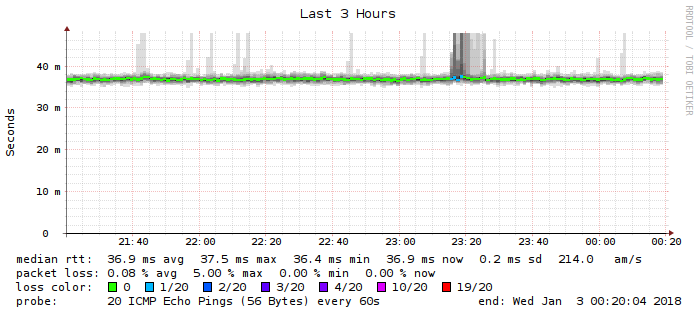 Last 3 Hours
RRDTOOL / TOBI OETIKER
Seconds
40 m
30 m
20 m
10 m
0
21:40 22:00 22:20 22:40 23:00 23:20 23:40 00:00 00:20
median rtt: 36.9 ms avg 37.5 ms max 36.4 ms min 36.9 ms now 0.2 ms sd 214.0 am/s
packet loss: 0.08 % avg 5.00 % max 0.00 % min 0.00 % now
loss color: 0 1/20 2/20 3/20 4/20 10/20 19/20
probe: 20 ICMP Echo Pings (56 Bytes) every 60s end: Wed Jan 3 00:20:04 2018